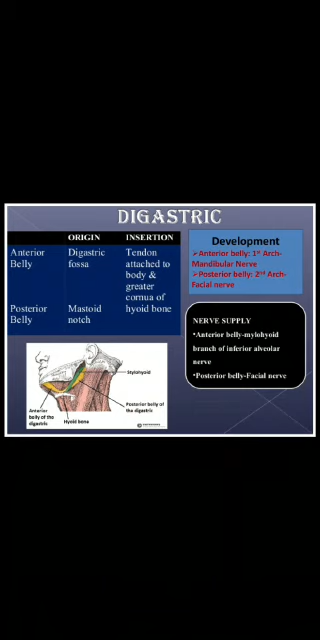 DIGASTRIC
ORIGIN INSERTION
Anterior Belly Digastric fossa Tendon attached to body & greater cornua of hyoid bone
Posterior Belly Mastoid notch
Development
➢Anterior belly: 1st Arch-
Mandibular Nerve
➢Posterior belly: 2nd Arch-
Facial nerve
NERVE SUPPLY
•Anterior belly-mylohyoid
branch of inferior alveolar
nerve
•Posterior belly-Facial nerve
Stylohyoid
Posterior belly of
the digastric
Anterior
belly of the
digastric
Hyoid bone